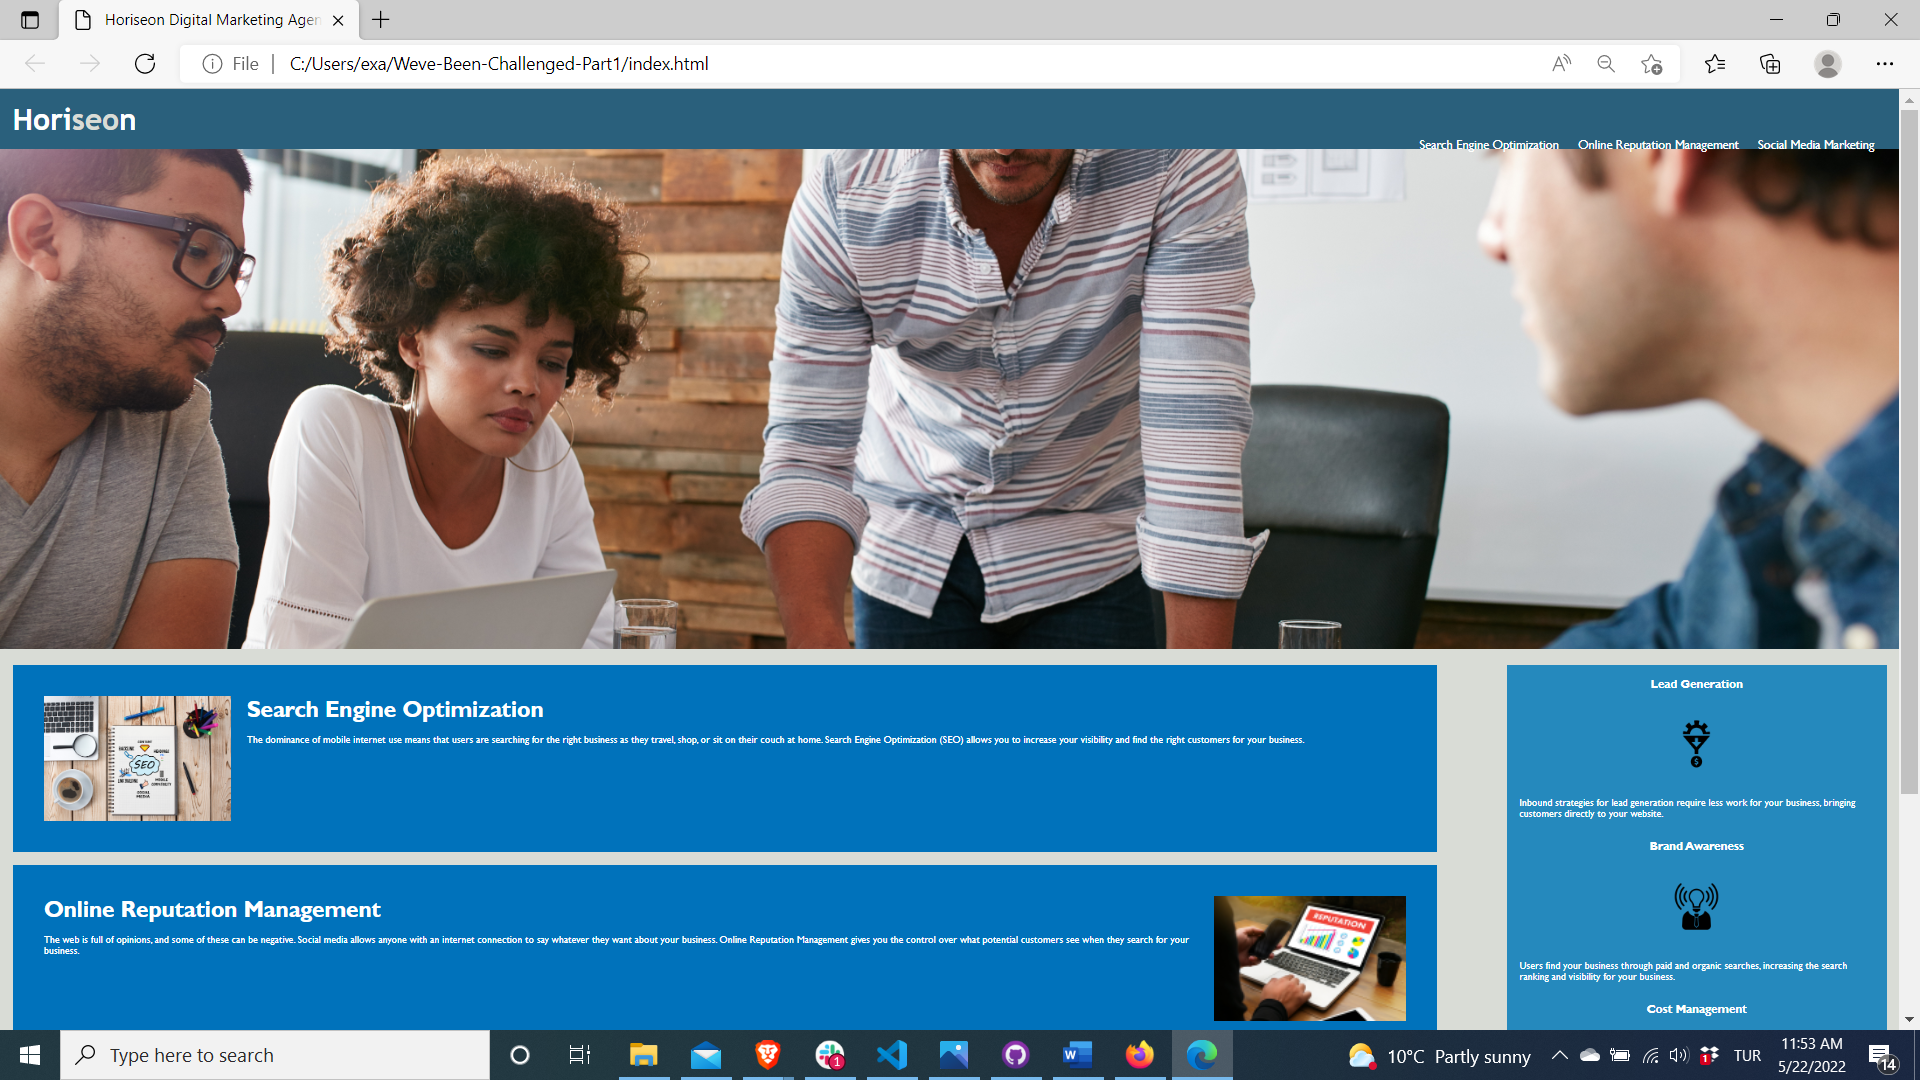 Horiseon Digital Marketing Agen
File
C:/Users/exa/Weve-Been-Challenged-Part1/index.html
Horiseon
Search Engine Optimization Online Reputation Management Social Media Marketing
SEO
Search Engine Optimization
The dominance of mobile internet use means that users are searching for the right business as they travel, shop, or sit on their couch at home. Search Engine Optimization (SEO) allows you to increase your visibility and find the right customers for your business.
Online Reputation Management
The web is full of opinions, and some of these can be negative. Social media allows anyone with an internet connection to say whatever they want about your business. Online Reputation Management gives you the control over what potential customers see when they search for your
business.
REPUTATION
Lead Generation
$
Inbound strategies for lead generation require less work for your business, bringing
customers directly to your website.
Brand Awareness
Users find your business through paid and organic searches, increasing the search
ranking and visibility for your business.
Cost Management
Type here to search
1
10°C Partly sunny
1
TUR
11:53 AM
5/22/2022
14